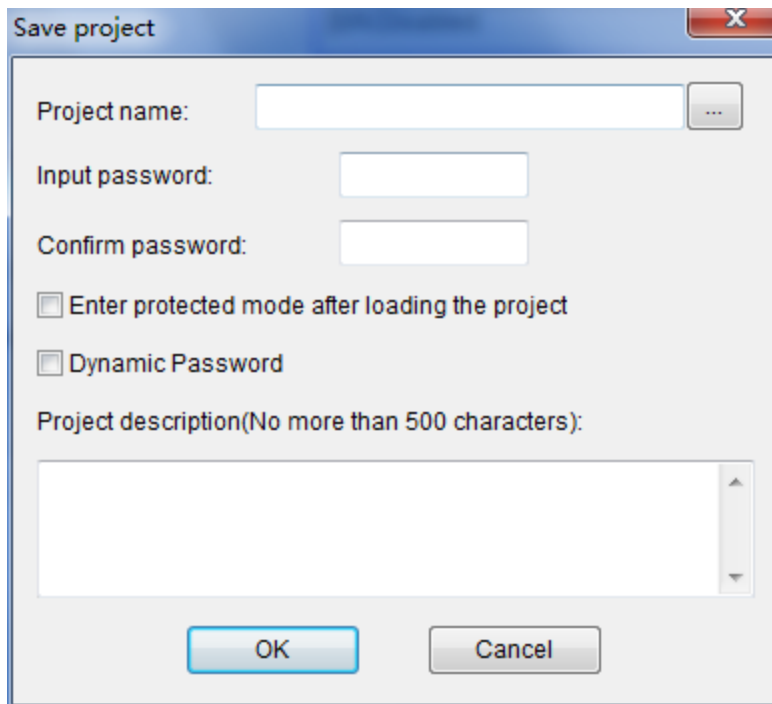 Save project
Project name:
...
Input password:
Confirm password:
Enter protected mode after loading the project
Dynamic Password
Project description(No more than 500 characters):
OK
Cancel